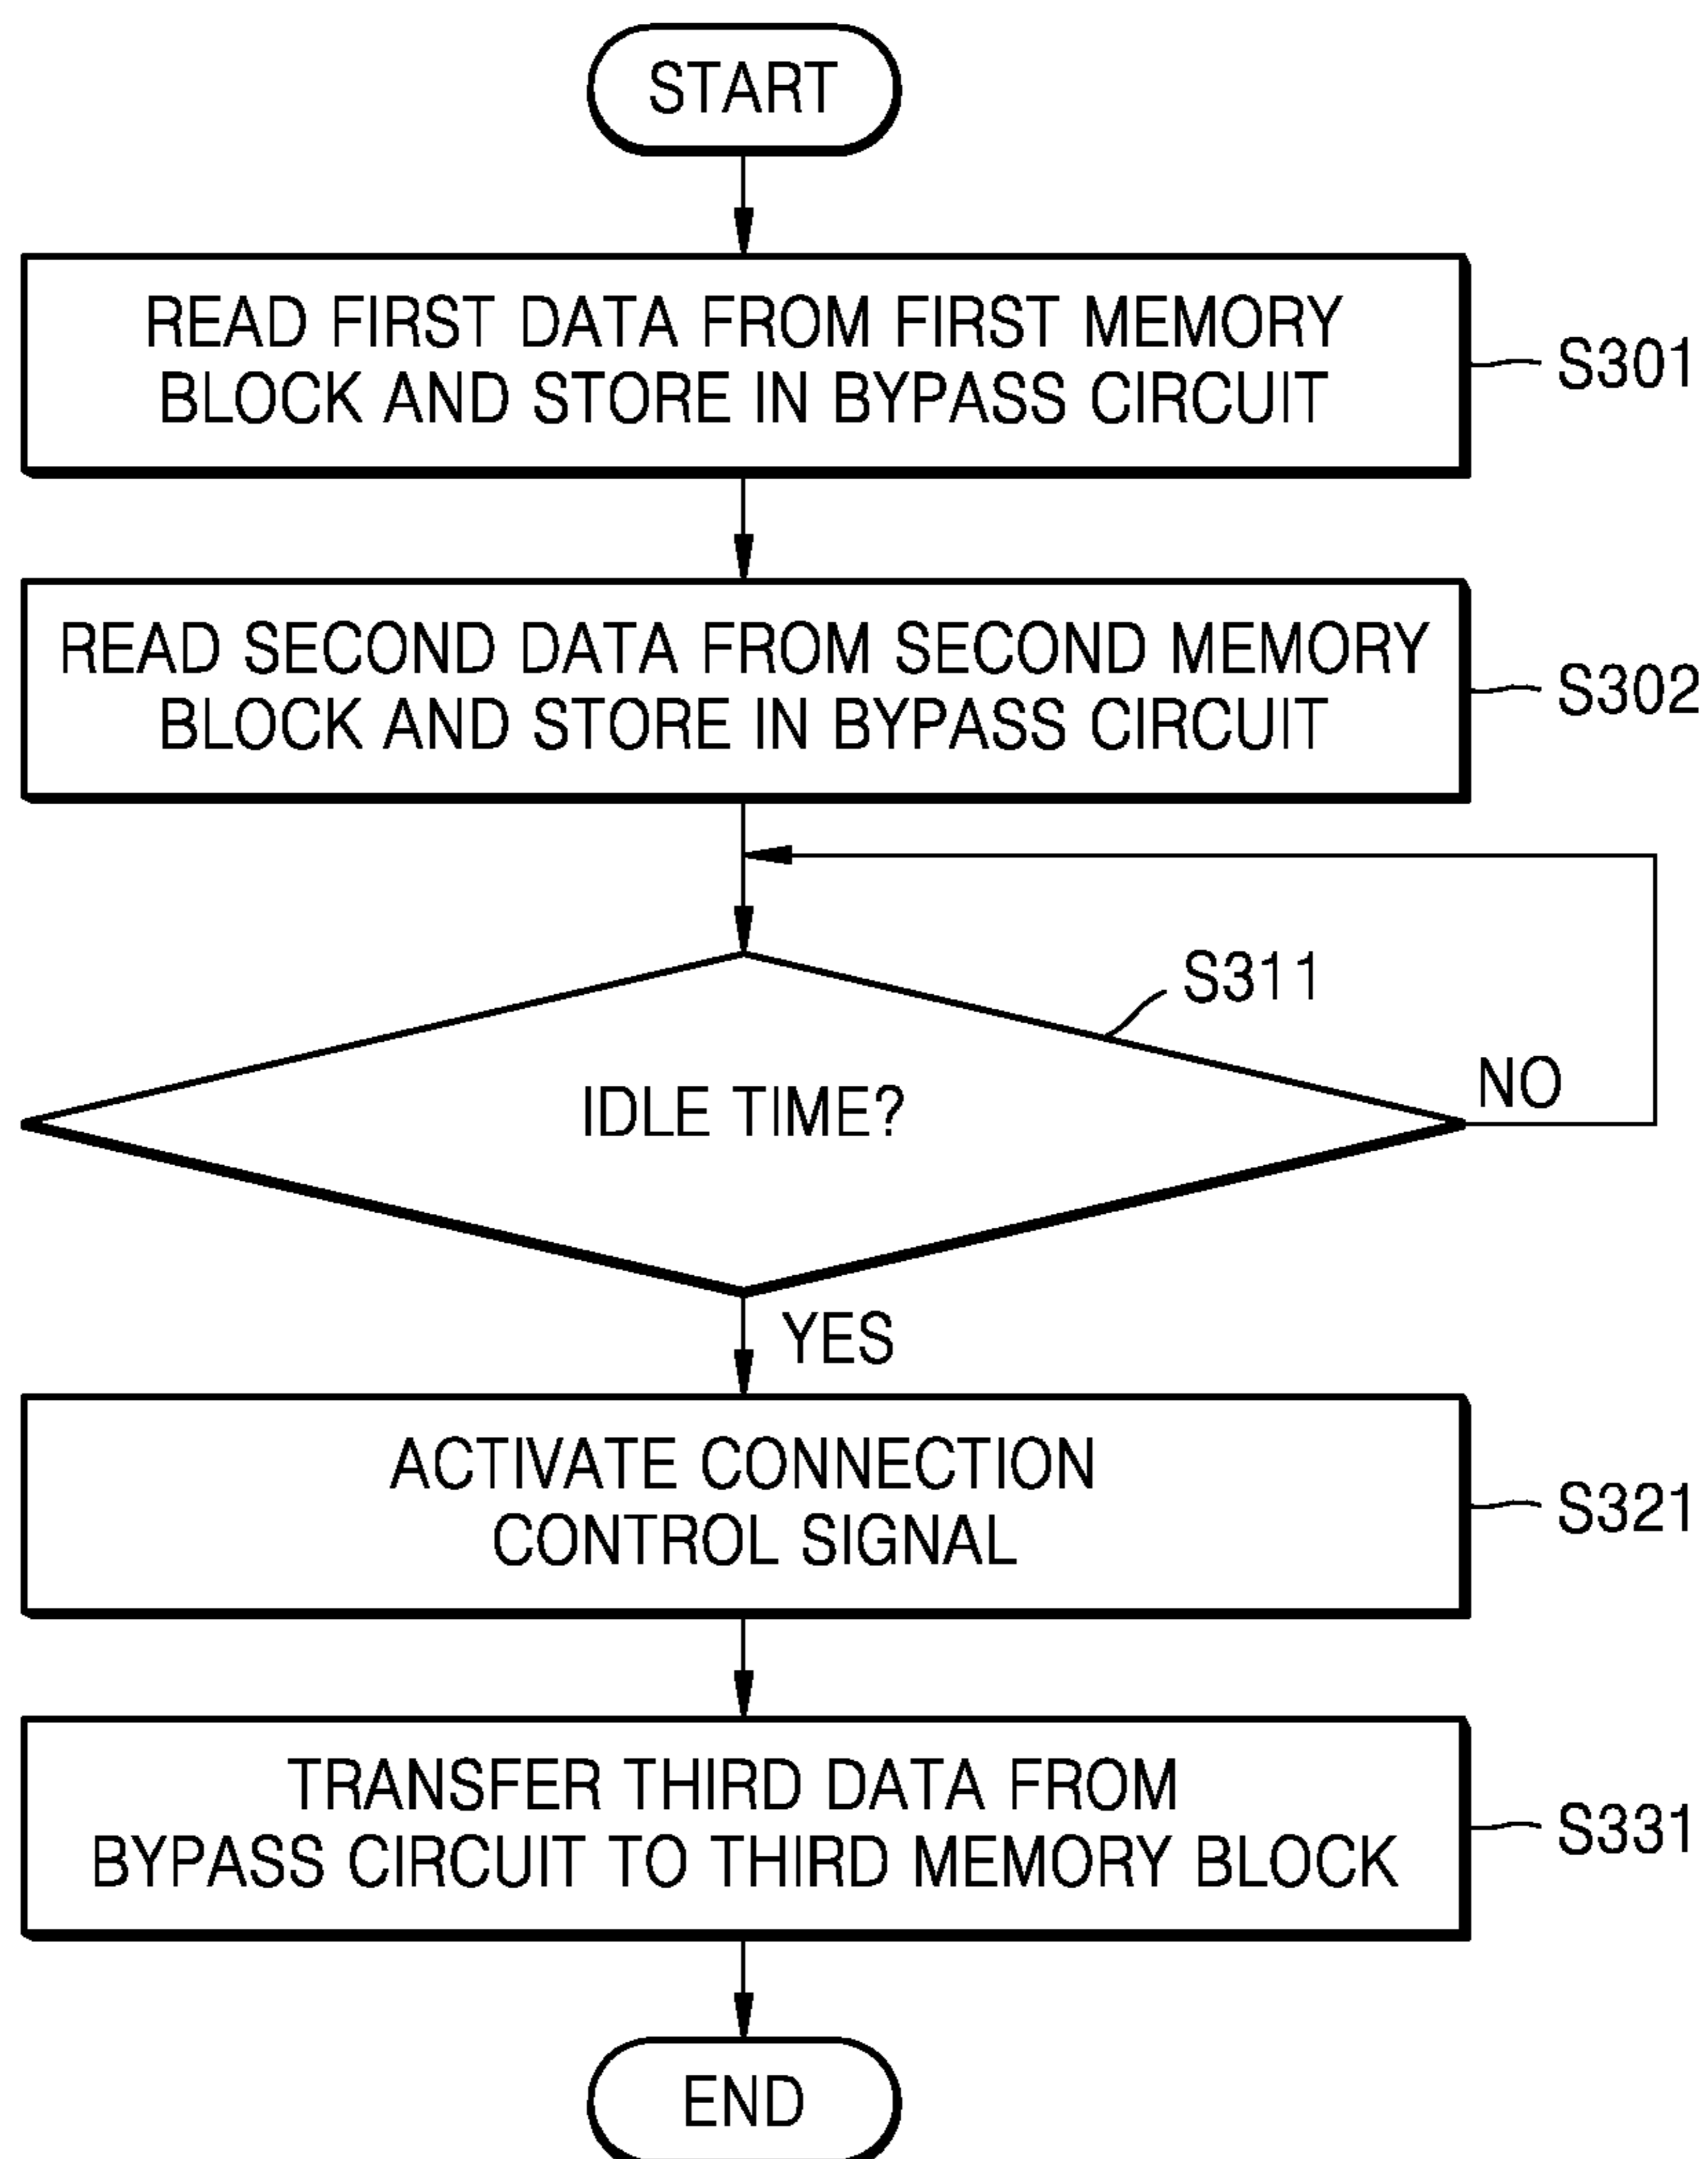 START
READ FIRST DATA FROM FIRST MEMORY
BLOCK AND STORE IN BYPASS CIRCUIT
S301
READ SECOND DATA FROM SECOND MEMORY
BLOCK AND STORE IN BYPASS CIRCUIT
S302
S311
IDLE TIME?
NO
YES
ACTIVATE CONNECTION
CONTROL SIGNAL
S321
TRANSFER THIRD DATA FROM
BYPASS CIRCUIT TO THIRD MEMORY BLOCK
S331
END